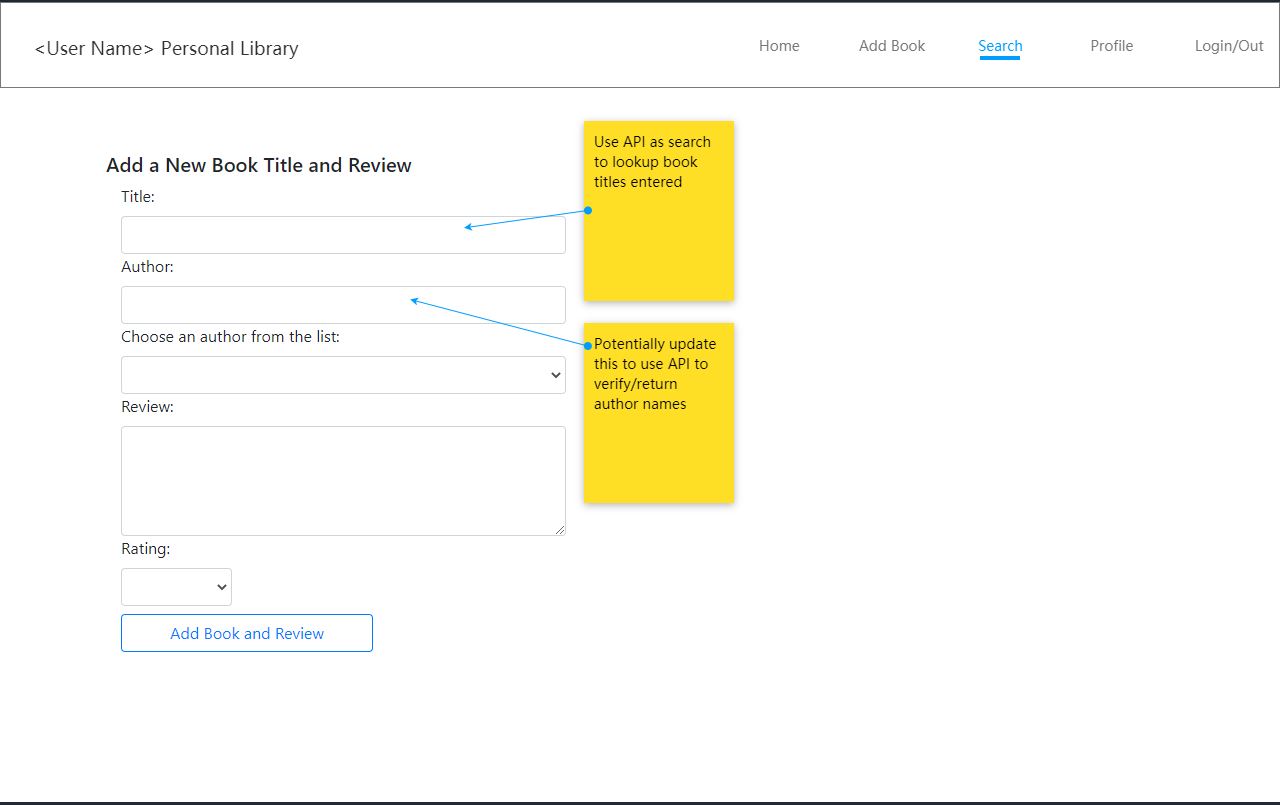 <User Name> Personal Library
Home Add Book Search Profile Login/Out
Add a New Book Title and Review
Title:
Author:
Choose an author from the list:
Review:
Rating:
Add Book and Review
Use API as search
to lookup book
titles entered
Potentially update
this to use API to
verify/return
author names